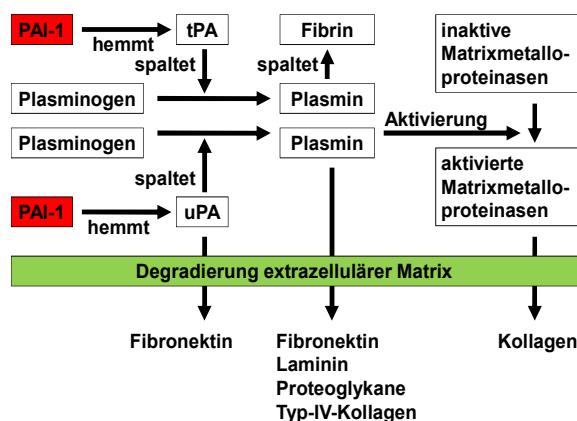 PAI-1
hemmt
tPA
Fibrin
inaktive
Matrixmetallo-
proteinasen
spaltet
spaltet
Plasminogen
Plasmin
Plasminogen
Plasmin
Aktivierung
spaltet
aktivierte
Matrixmetallo-
proteinasen
PAI-1
hemmt
uPA
Degradierung extrazellulärer Matrix
Fibronektin
Fibronektin
Laminin
Proteoglykane
Typ-IV-Kollagen
Kollagen